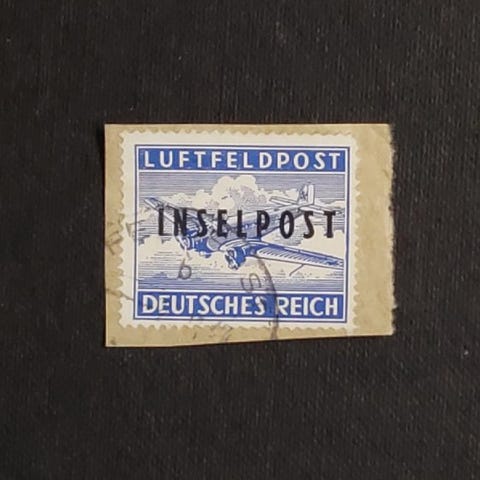 LUFTFELDPOST
INSELPOST
b
DEUTSCHES REICH